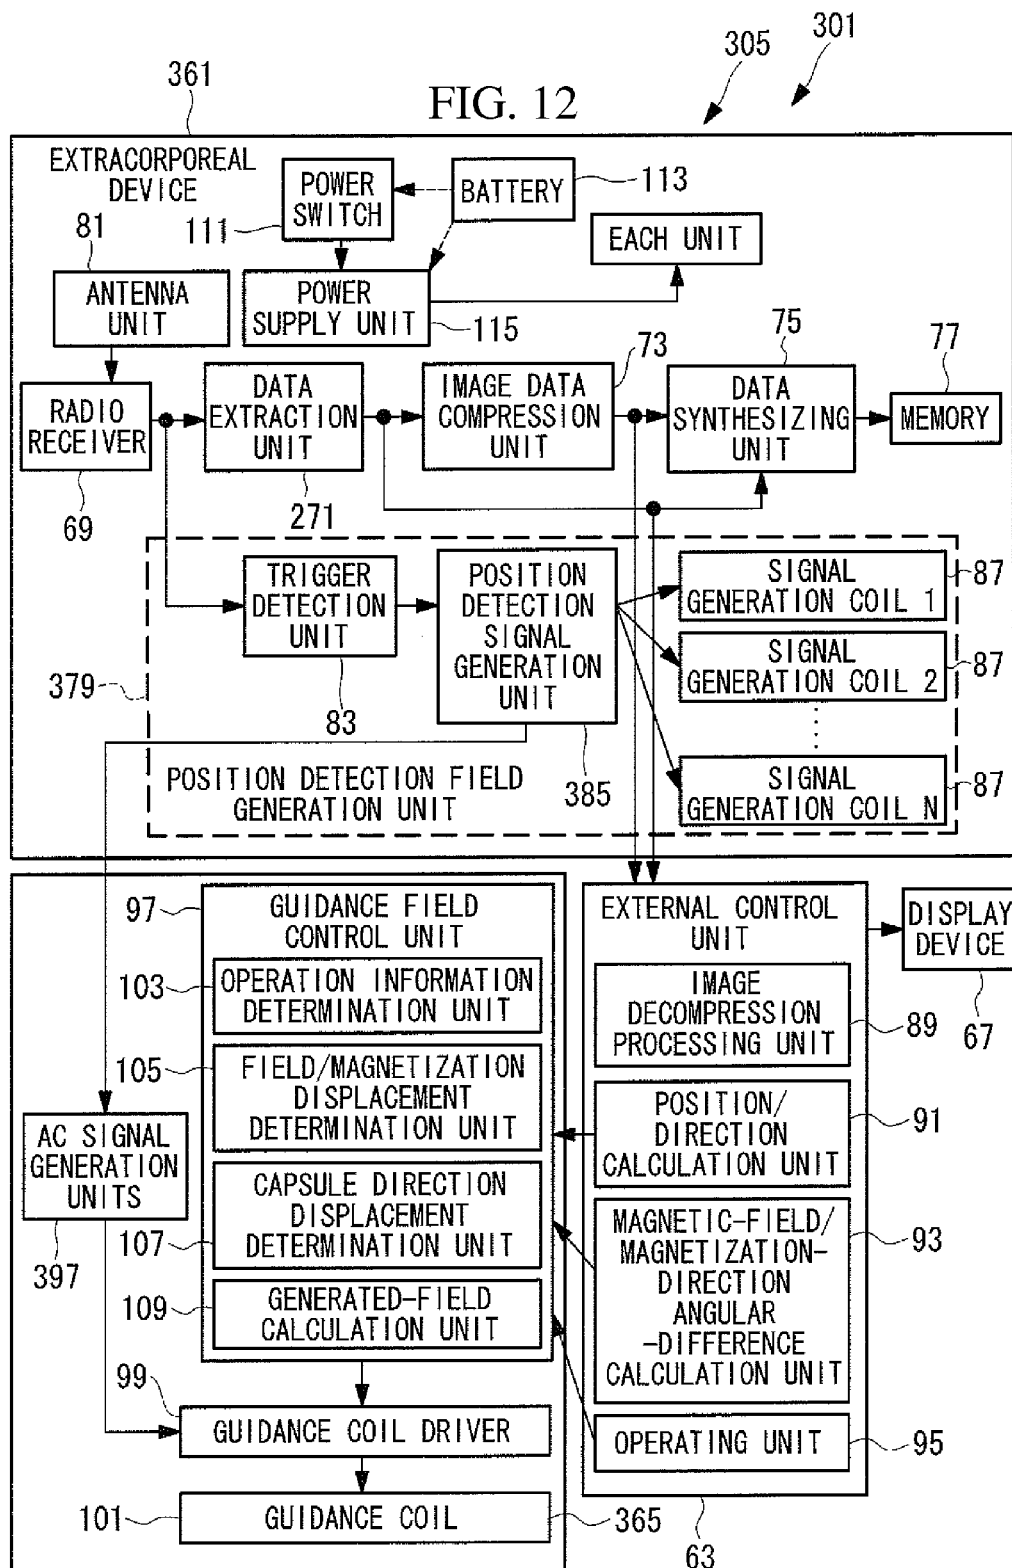 301
305
361
FIG. 12
EXTRACORPOREAL
DEVICE
POWER
SWITCH
111
BATTERY
113
EACH UNIT
81
ANTENNA
UNIT
POWER
SUPPLY UNIT
115
73
75
77
RADIO
RECEIVER
69
DATA
EXTRACTION
UNIT
271
IMAGE DATA
COMPRESSION
UNIT
DATA
SYNTHESIZING
UNIT
MEMORY
TRIGGER
DETECTION
UNIT
83
POSITION
DETECTION
SIGNAL
GENERATION
UNIT
385
SIGNAL
GENERATION COIL 1
87
SIGNAL
GENERATION COIL 2
87
SIGNAL
GENERATION COIL N
87
379
POSITION DETECTION FIELD
GENERATION UNIT
97
GUIDANCE FIELD
CONTROL UNIT
103
OPERATION INFORMATION
DETERMINATION UNIT
105
FIELD/MAGNETIZATION
DISPLACEMENT
DETERMINATION UNIT
107
CAPSULE DIRECTION
DISPLACEMENT
DETERMINATION UNIT
109
GENERATED-FIELD
CALCULATION UNIT
AC SIGNAL
GENERATION
UNITS
397
99
GUIDANCE COIL DRIVER
101
GUIDANCE COIL
365
EXTERNAL CONTROL
UNIT
IMAGE
DECOMPRESSION
PROCESSING UNIT
89
POSITION/
DIRECTION
CALCULATION UNIT
91
MAGNETIC-FIELD/
MAGNETIZATION-
DIRECTION
ANGULAR
-DIFFERENCE
CALCULATION UNIT
93
OPERATING UNIT
95
63
DISPLAY
DEVICE
67